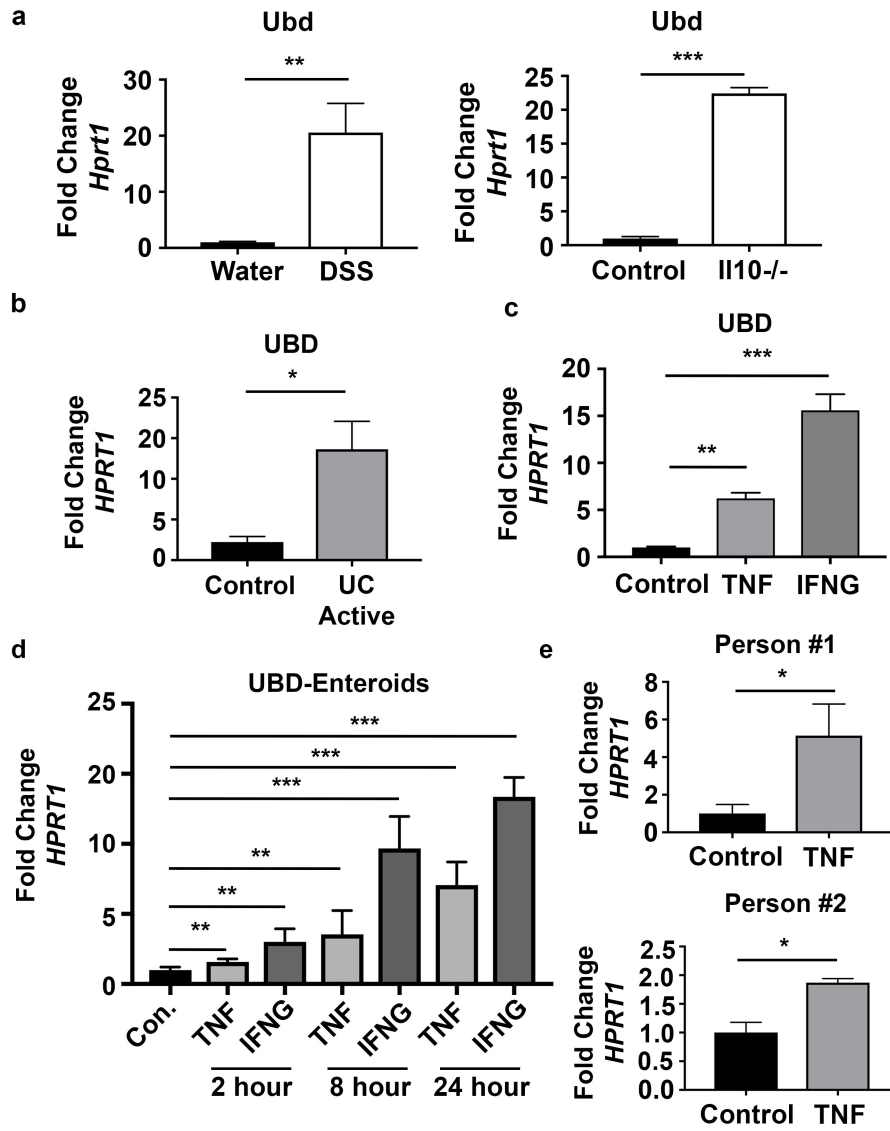 a
Ubd
**
Fold Change
Hprt1
30
20
10
0
Water DSS
Ubd
***
Fold Change
Hprt1
25
20
15
10
5
0
Control Il10-/-
b
UBD
*
Fold Change
HPRT1
25
20
10
5
0
Control UC
Active
c
UBD
***
**
Fold Change
HPRT1
20
15
10
5
0
Control TNF IFNG
d
UBD-Enteroids
***
***
***
**
**
**
Fold Change
HPRT1
25
20
10
5
0
Con. TNF IFNG TNF IFNG TNF IFNG
2 hour 8 hour 24 hour
e
Person #1
*
Fold Change
HPRT1
8
6
4
2
0
Control TNF
Person #2
*
Fold Change
HPRT1
2.5
2.0
1.5
1.0
0.5
0.0
Control TNF